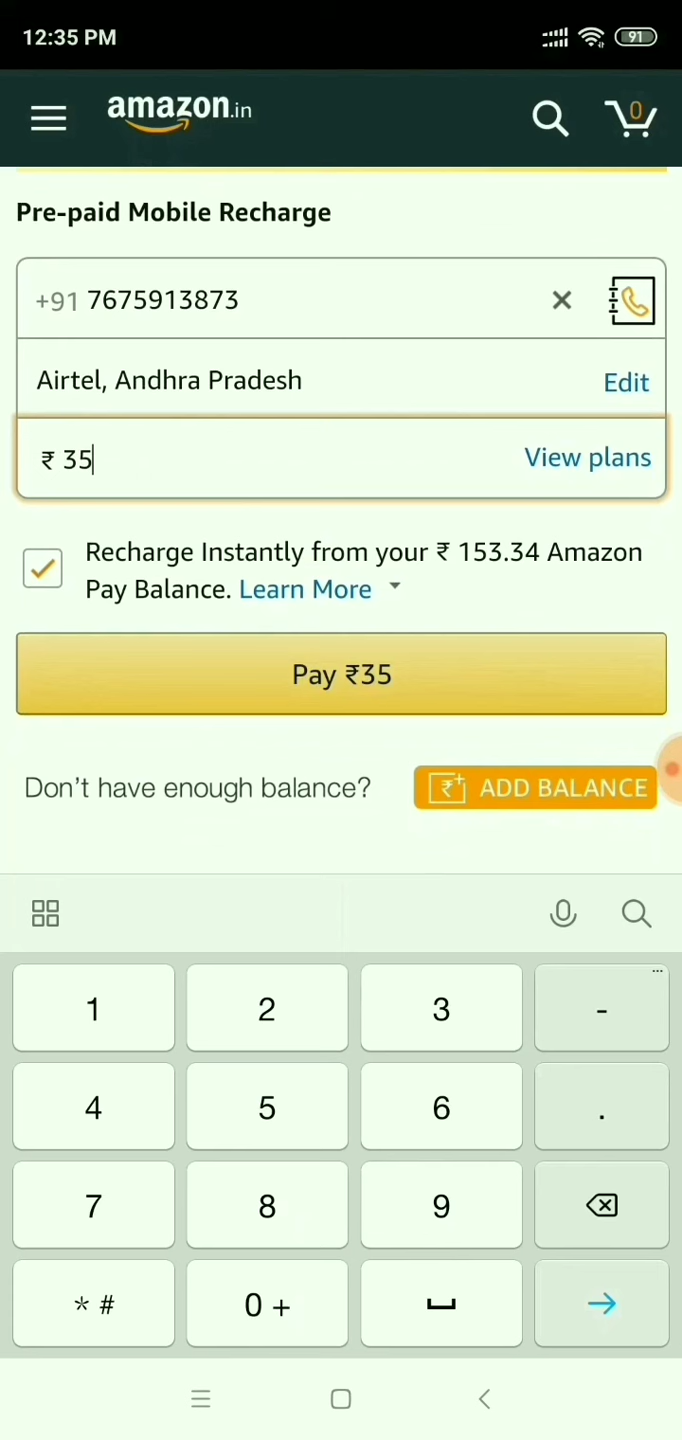 12:35 PM 91
amazon.in 0
Pre-paid Mobile Recharge
+91 7675913873
Airtel, Andhra Pradesh Edit
₹ 35 View plans
Recharge Instantly from your ₹ 153.34 Amazon
Pay Balance. Learn More
Pay ₹35
Don't have enough balance? ₹+ ADD BALANCE
1 2 3 -
4 5 6 .
7 8 9
* # 0 +